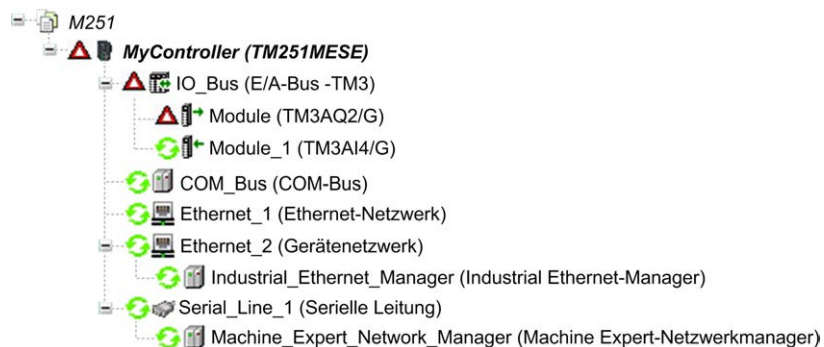 M251
MyController (TM251MESE)
IO_Bus (E/A-Bus -TM3)
Module (TM3AQ2/G)
Module_1 (TM3AI4/G)
COM_Bus (COM-Bus)
Ethernet_1 (Ethernet-Netzwerk)
Ethernet_2 (Gerätenetzwerk)
Industrial_Ethernet_Manager (Industrial Ethernet-Manager)
Serial_Line_1 (Serielle Leitung)
Machine_Expert_Network_Manager (Machine Expert-Netzwerkmanager)